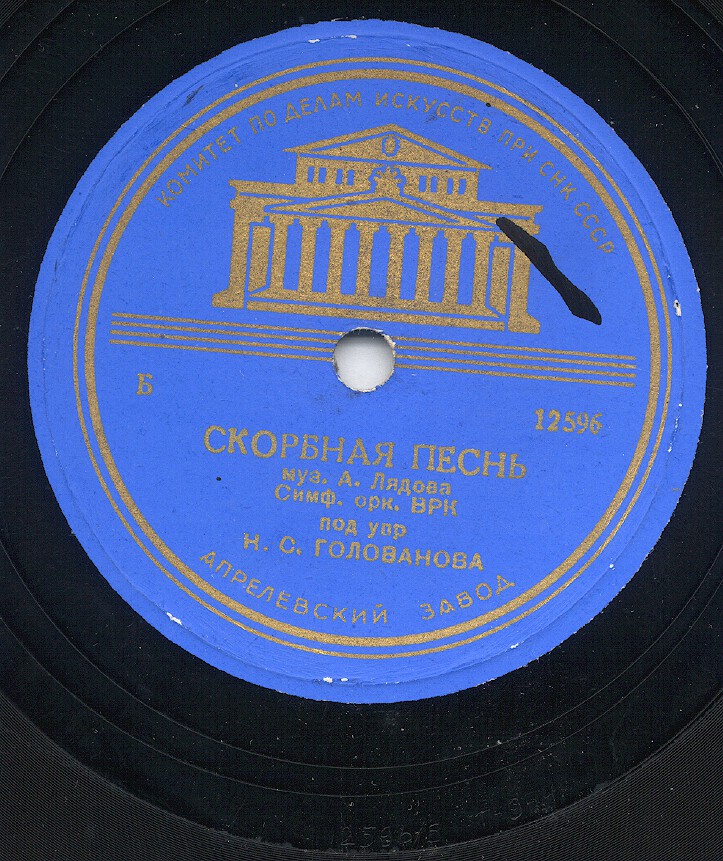 КОМИТЕТ ПО ДЕЛАМ ИСКУССТВ ПРИ СНК СССР
Б
12596
СКОРБНАЯ ПЕСНЬ
муз. А. Лядова
Симф. орк. ВРК
под упр
Н. С. ГОЛОВАНОВА
АПРЕЛЕВСКИЙ ЗАВОД